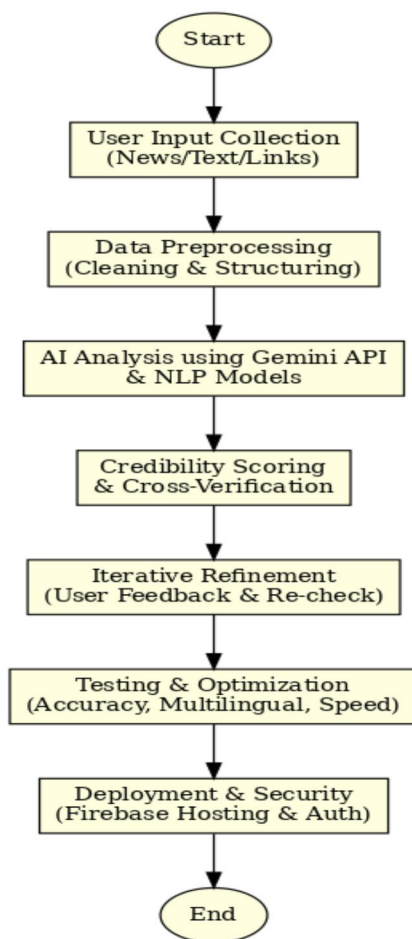 Start
User Input Collection
(News/Text/Links)
Data Preprocessing
(Cleaning & Structuring)
AI Analysis using Gemini API
& NLP Models
Credibility Scoring
& Cross-Verification
Iterative Refinement
(User Feedback & Re-check)
Testing & Optimization
(Accuracy, Multilingual, Speed)
Deployment & Security
(Firebase Hosting & Auth)
End